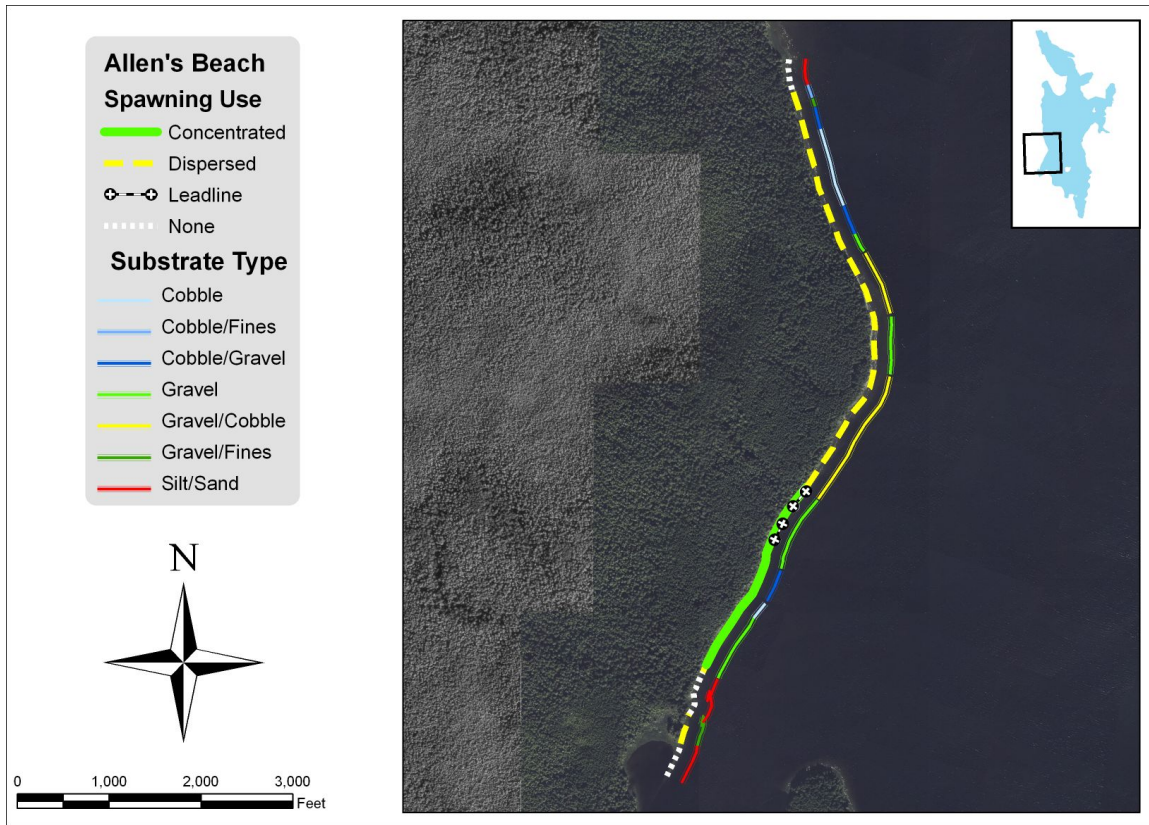 Allen's Beach
Spawning Use
Concentrated
Dispersed
Leadline
None
Substrate Type
Cobble
Cobble/Fines
Cobble/Gravel
Gravel
Gravel/Cobble
Gravel/Fines
Silt/Sand
N
0 1,000 2,000 3,000
Feet